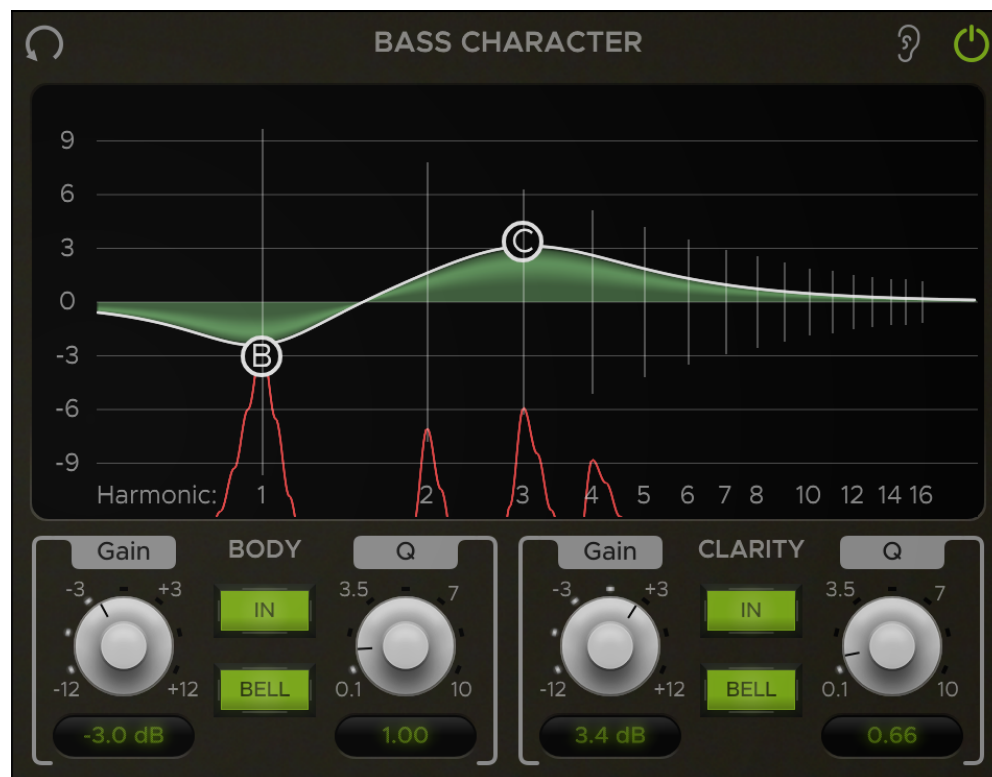 BASS CHARACTER
9
6
3
0
-3
-6
-9
C
B
Harmonic: 1 2 3 4 5 6 7 8 10 12 14 16
Gain BODY Q
-3 +3
IN
3.5 7
-12 +12
BELL
0.1 10
-3.0 dB
1.00
Gain CLARITY Q
-3 +3
IN
3.5 7
-12 +12
BELL
0.1 10
3.4 dB
0.66